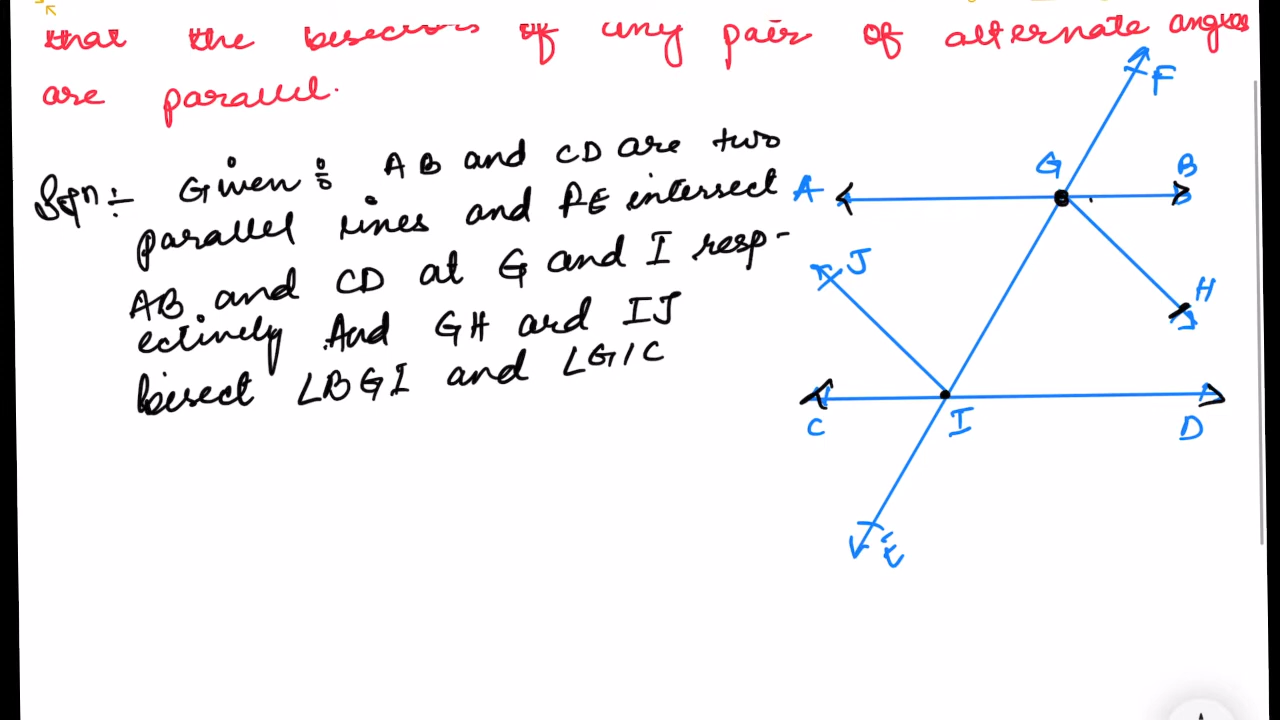 that the bisectors of any pair of alternate angles
are parallel.
Soln :- Given : AB and CD are two
parallel lines and FE intersect
AB and CD at G and I resp-
ectively And GH and IJ
bisect ∠BGI and ∠GIC
F
G
A
B
J
H
C
I
D
E